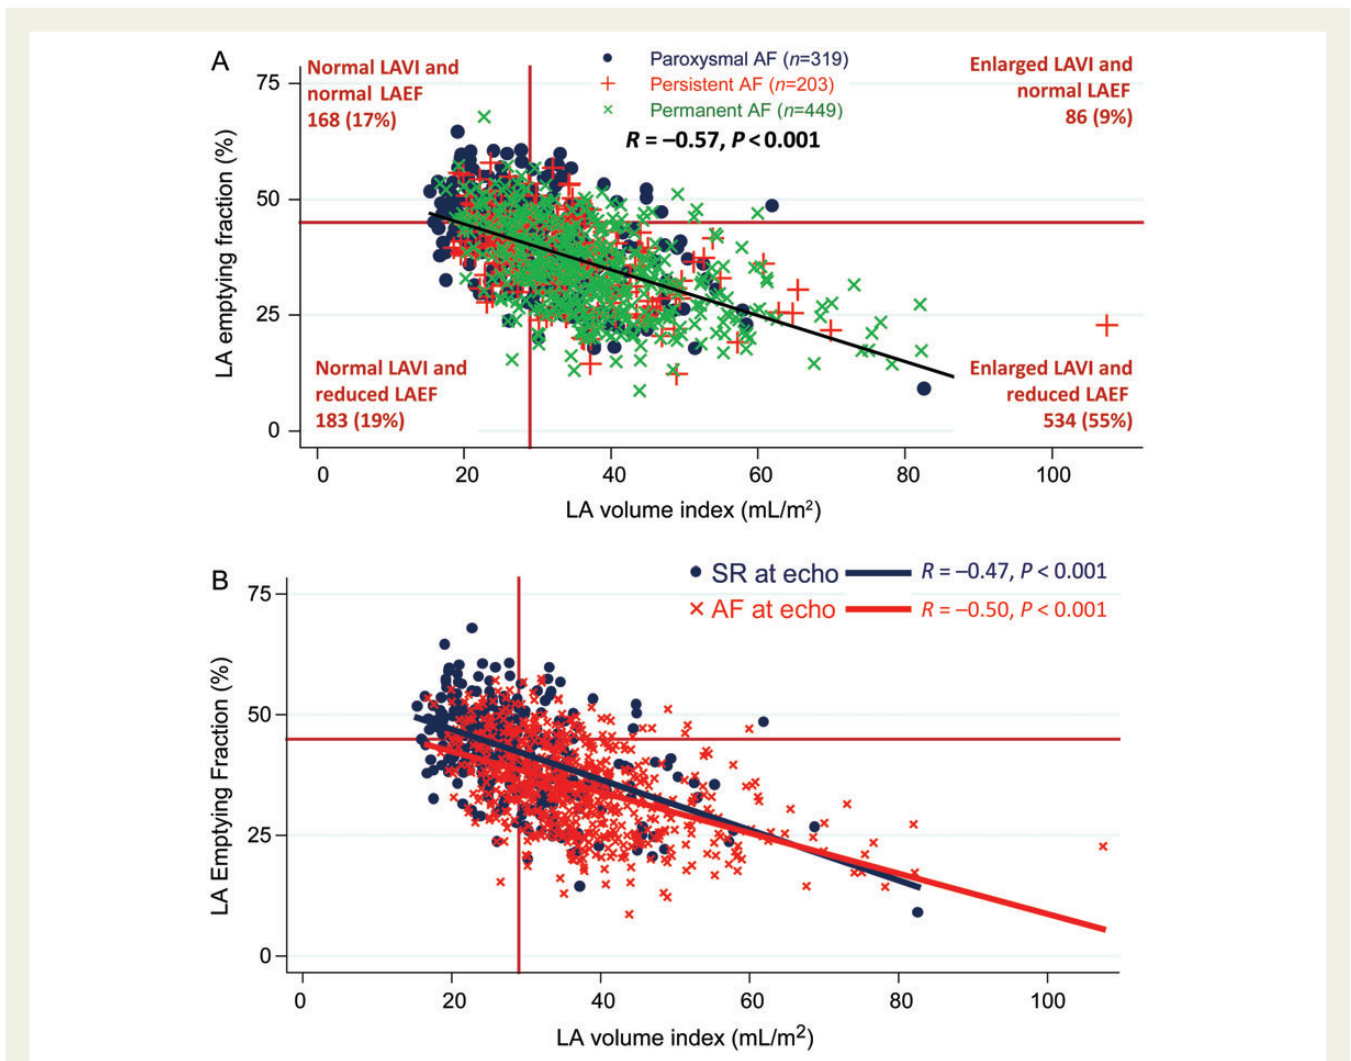 A
Normal LAVI and
normal LAEF
168 (17%)
Paroxysmal AF (n=319)
Persistent AF (n=203)
Permanent AF (n=449)
R = –0.57, P < 0.001
Enlarged LAVI and
normal LAEF
86 (9%)
75
50
25
0
LA emptying fraction (%)
Normal LAVI and
reduced LAEF
183 (19%)
Enlarged LAVI and
reduced LAEF
534 (55%)
0 20 40 60 80 100
LA volume index (mL/m²)
B
SR at echo R = –0.47, P < 0.001
AF at echo R = –0.50, P < 0.001
75
50
25
0
LA Emptying Fraction (%)
0 20 40 60 80 100
LA volume index (mL/m²)